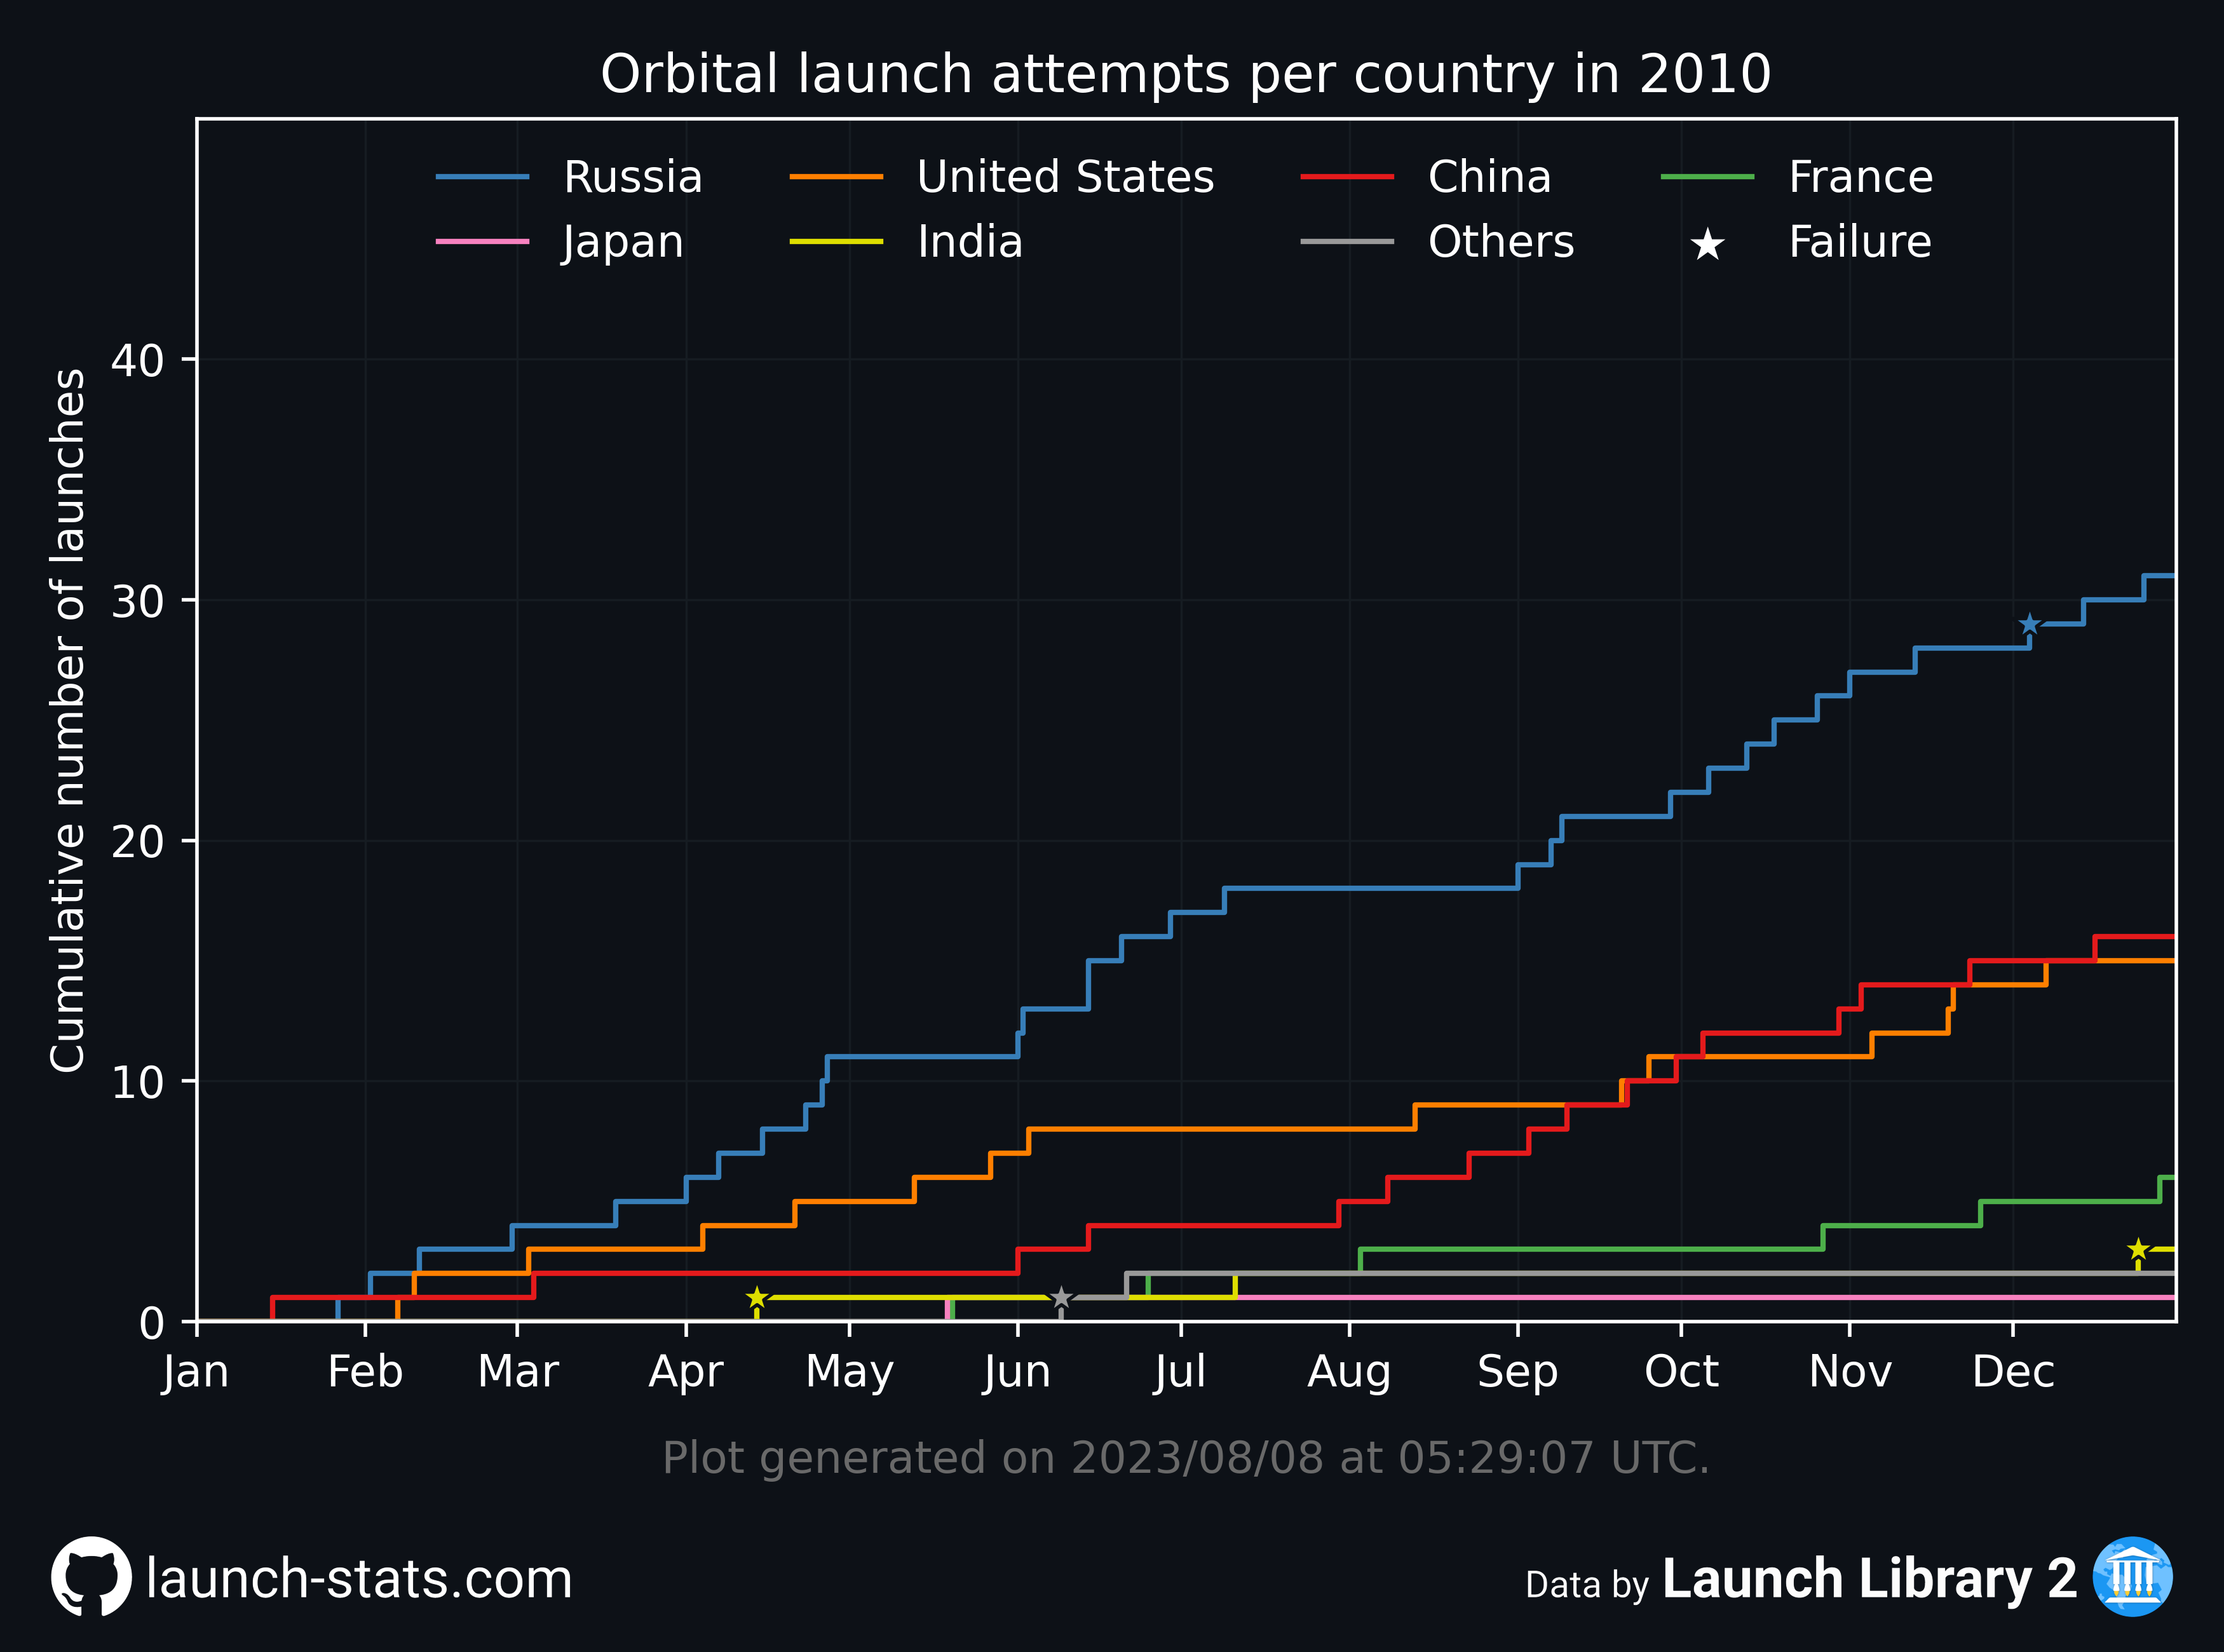 Orbital launch attempts per country in 2010
Russia United States China France
Japan India Others Failure
Cumulative number of launches
40
30
20
10
0
Jan Feb Mar Apr May Jun Jul Aug Sep Oct Nov Dec
Plot generated on 2023/08/08 at 05:29:07 UTC.
launch-stats.com
Data by Launch Library 2